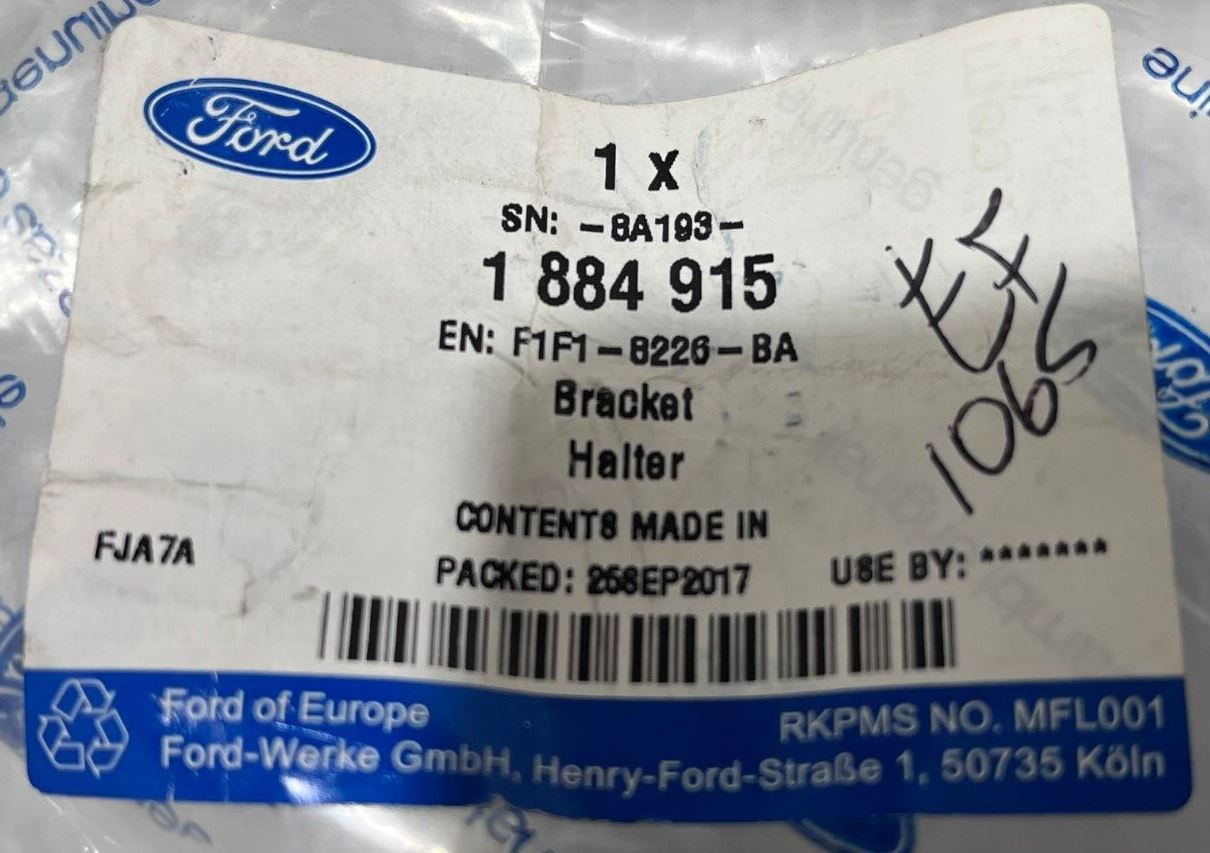 Ford
1 x
SN: -8A193-
1 884 915
EN: F1F1-8226-BA
Bracket
Halter
CONTENTS MADE IN
FJA7A
PACKED: 25SEP2017
USE BY: *******
Ford of Europe
RKPMS NO. MFL001
Ford-Werke GmbH, Henry-Ford-Straße 1, 50735 Köln
genuine